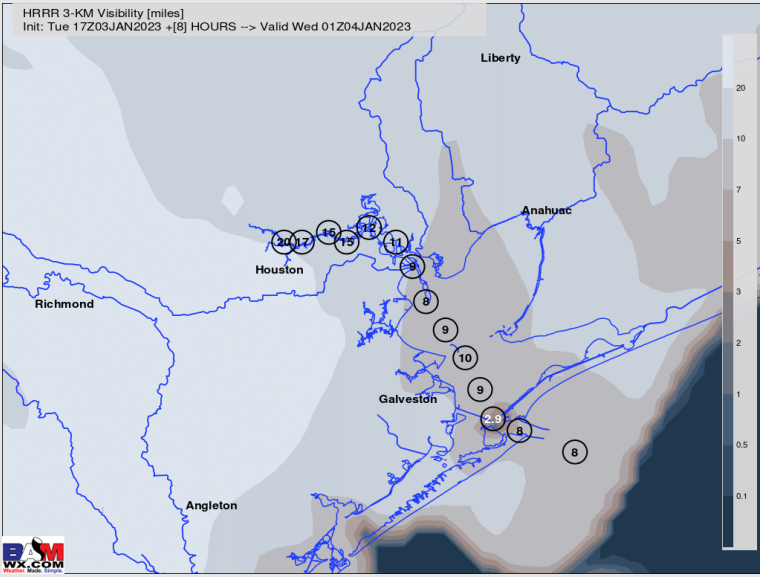 HRRR 3-KM Visibility [miles]
Init: Tue 17Z03JAN2023 +[8] HOURS --> Valid Wed 01Z04JAN2023
Liberty
20
10
7
Anahuac
15
12
20
17
15
11
5
Houston
9
3
Richmond
8
9
2
10
9
1
Galveston
2.9
8
0.5
8
0.1
Angleton
BAM
WX.COM
Weather. Made. Simple.